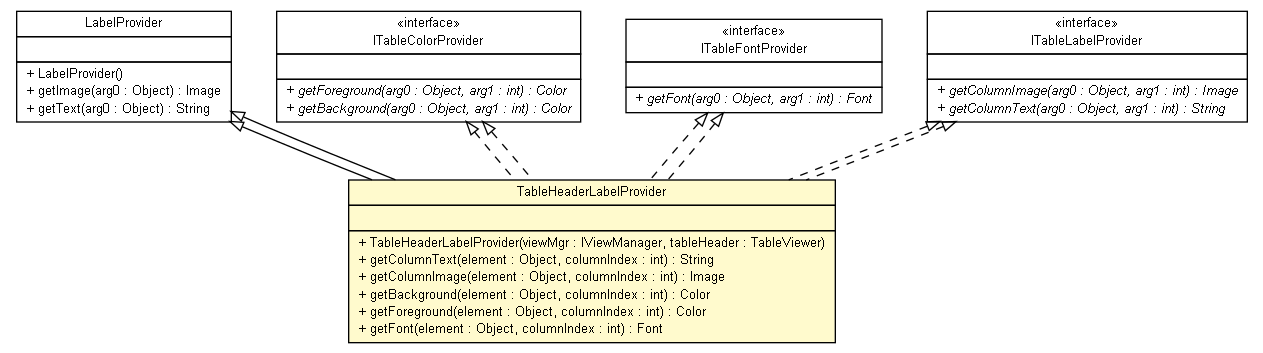 LabelProvider
+ LabelProvider()
+ getImage(arg0 : Object) : Image
+ getText(arg0 : Object) : String
«interface»
ITableColorProvider
+ getForeground(arg0 : Object, arg1 : int) : Color
+ getBackground(arg0 : Object, arg1 : int) : Color
«interface»
ITableFontProvider
+ getFont(arg0 : Object, arg1 : int) : Font
«interface»
ITableLabelProvider
+ getColumnImage(arg0 : Object, arg1 : int) : Image
+ getColumnText(arg0 : Object, arg1 : int) : String
TableHeaderLabelProvider
+ TableHeaderLabelProvider(viewMgr : IViewManager, tableHeader : TableViewer)
+ getColumnText(element : Object, columnIndex : int) : String
+ getColumnImage(element : Object, columnIndex : int) : Image
+ getBackground(element : Object, columnIndex : int) : Color
+ getForeground(element : Object, columnIndex : int) : Color
+ getFont(element : Object, columnIndex : int) : Font